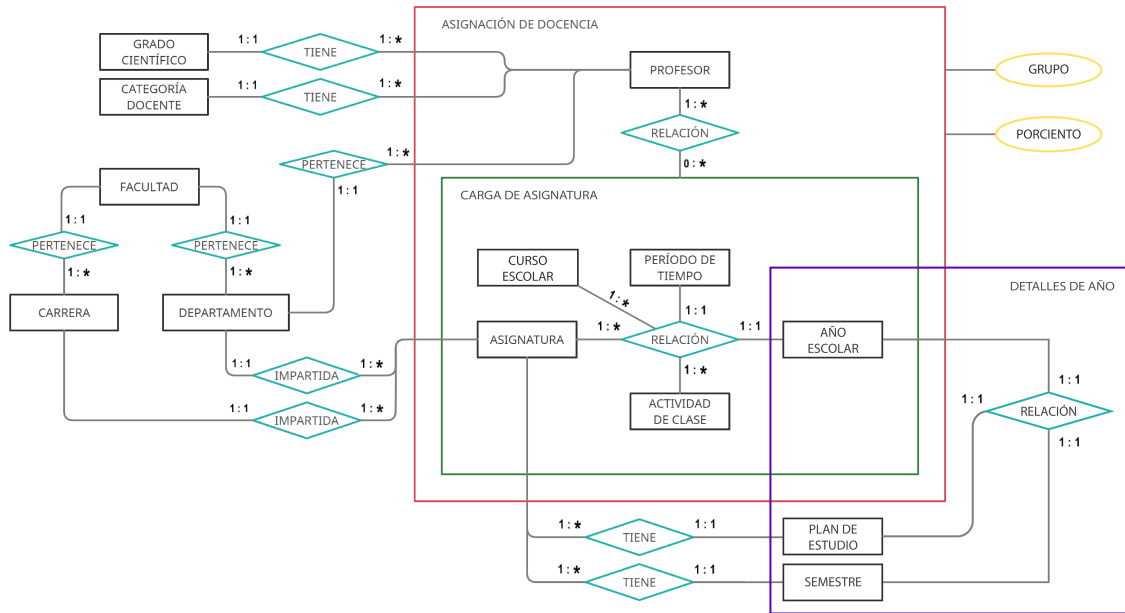 ASIGNACIÓN DE DOCENCIA
GRADO
CIENTÍFICO
1:1
TIENE
1:*
CATEGORÍA
DOCENTE
1:1
TIENE
1:*
PROFESOR
GRUPO
1:*
RELACIÓN
0:*
PORCIENTO
PERTENECE
1:*
1:1
FACULTAD
CARGA DE ASIGNATURA
1:1
PERTENECE
1:*
1:1
PERTENECE
1:*
CARRERA
DEPARTAMENTO
CURSO
ESCOLAR
1:*
PERÍODO DE
TIEMPO
1:1
DETALLES DE AÑO
ASIGNATURA
1:*
RELACIÓN
1:1
AÑO
ESCOLAR
1:*
ACTIVIDAD
DE CLASE
1:1
IMPARTIDA
1:*
1:1
IMPARTIDA
1:*
1:1
1:1
RELACIÓN
1:1
1:*
TIENE
1:1
PLAN DE
ESTUDIO
1:*
TIENE
1:1
SEMESTRE